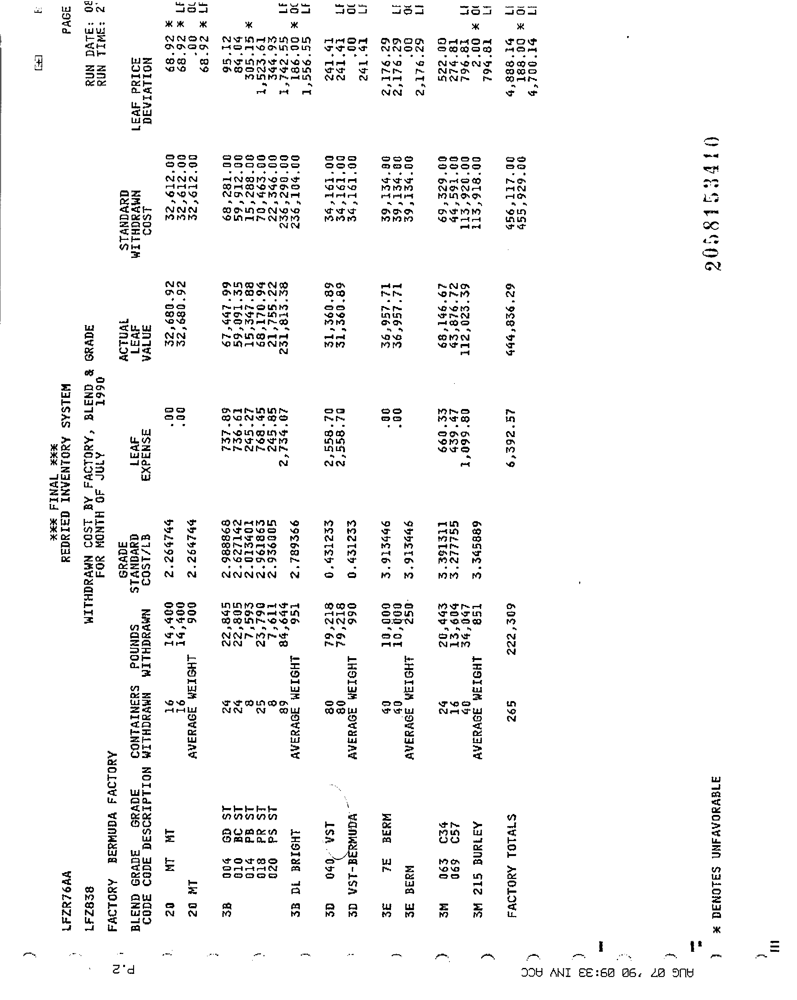 *** FINAL ***
LFZR76AA REDRIED INVENTORY SYSTEM PAGE
LFZ838 WITHDRAWN COST BY FACTORY, BLEND & GRADE RUN DATE: 08
FOR MONTH OF JULY 1990 RUN TIME: 2
FACTORY BERMUDA FACTORY
GRADE ACTUAL STANDARD
BLEND GRADE GRADE CONTAINERS POUNDS STANDARD LEAF LEAF WITHDRAWN LEAF PRICE
CODE CODE DESCRIPTION WITHDRAWN WITHDRAWN COST/LB EXPENSE VALUE COST DEVIATION
20 MT MT 16 14,400 2.264744 .00 32,680.92 32,612.00 68.92 * LF
16 14,400 32,612.00 68.92 * LF
20 MT AVERAGE WEIGHT 900 2.264744 .00 32,680.92 32,612.00 .00 OC
68.92 * LF
3B 004 GD ST 24 22,845 2.988868 737.89 67,447.99 68,281.00 95.12
010 BC ST 24 22,805 2.627142 736.61 59,091.35 59,912.00 84.04
014 PB ST 8 7,593 2.013401 245.27 15,347.88 15,288.00 305.15 *
018 PR ST 25 23,790 2.961863 768.45 68,170.94 70,463.00 1,523.61
020 PS ST 8 7,611 2.936005 245.85 21,755.22 22,346.00 344.93
89 84,644 2,734.07 231,813.38 236,290.00 1,742.55 LF
3B DL BRIGHT AVERAGE WEIGHT 951 2.789366 236,104.00 186.00 * OC
1,556.55 LF
3D 040 VST 80 79,218 0.431233 2,558.70 31,360.89 34,161.00 241.41
80 79,218 2,558.70 31,360.89 34,161.00 241.41 LF
3D VST-BERMUDA AVERAGE WEIGHT 990 0.431233 34,161.00 .00 OC
241.41 LF
3E 7E BERM 40 10,000 3.913446 .00 36,957.71 39,134.00 2,176.29
40 10,000 .00 36,957.71 39,134.00 2,176.29 LF
3E BERM AVERAGE WEIGHT 250 3.913446 39,134.00 .00 OC
2,176.29 LF
3M 063 C34 24 20,443 3.391311 660.33 68,146.67 69,329.00 522.00
069 C57 16 13,604 3.277755 439.47 43,876.72 44,591.00 274.81
40 34,047 1,099.80 112,023.39 113,920.00 796.81 LF
3M 215 BURLEY AVERAGE WEIGHT 851 3.345889 113,918.00 2.00 * OC
794.81 LF
FACTORY TOTALS 265 222,309 6,392.57 444,836.29 456,117.00 4,888.14 LF
455,929.00 188.00 * OC
4,700.14 LF
* DENOTES UNFAVORABLE
2058153410
P.2
AUG 07 '90 09:33 INV ACC